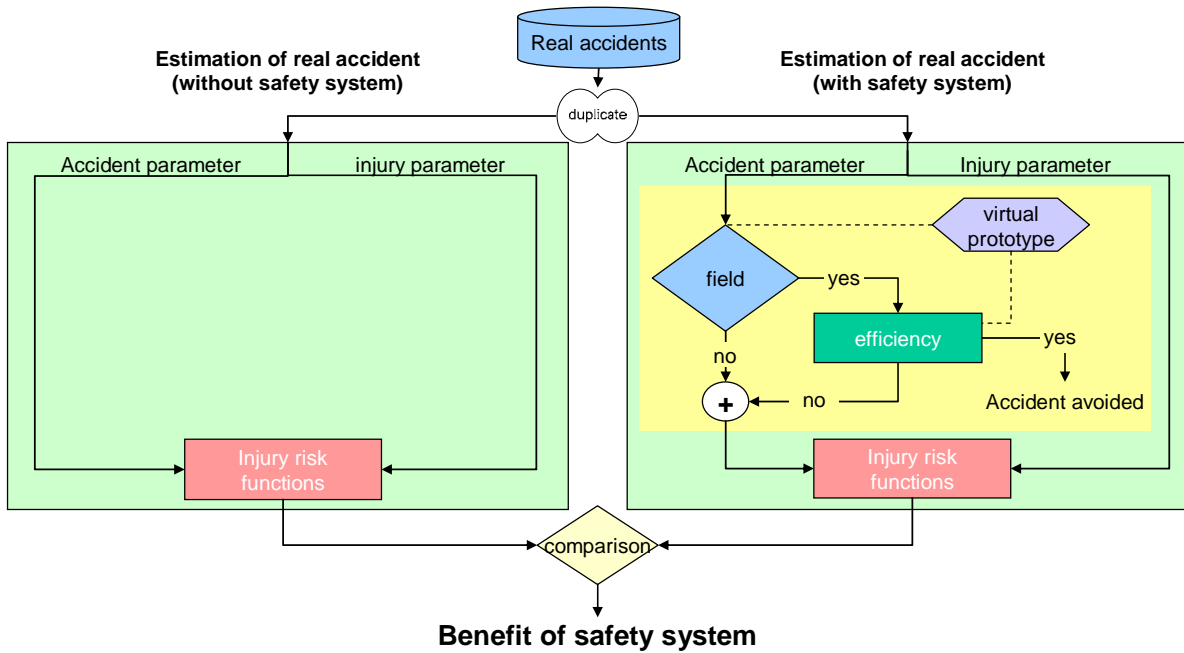 Real accidents
Estimation of real accident
(without safety system)
Estimation of real accident
(with safety system)
duplicate
Accident parameter
injury parameter
Accident parameter
Injury parameter
virtual
prototype
field
yes
efficiency
yes
no
+
no
Accident avoided
Injury risk
functions
Injury risk
functions
comparison
Benefit of safety system